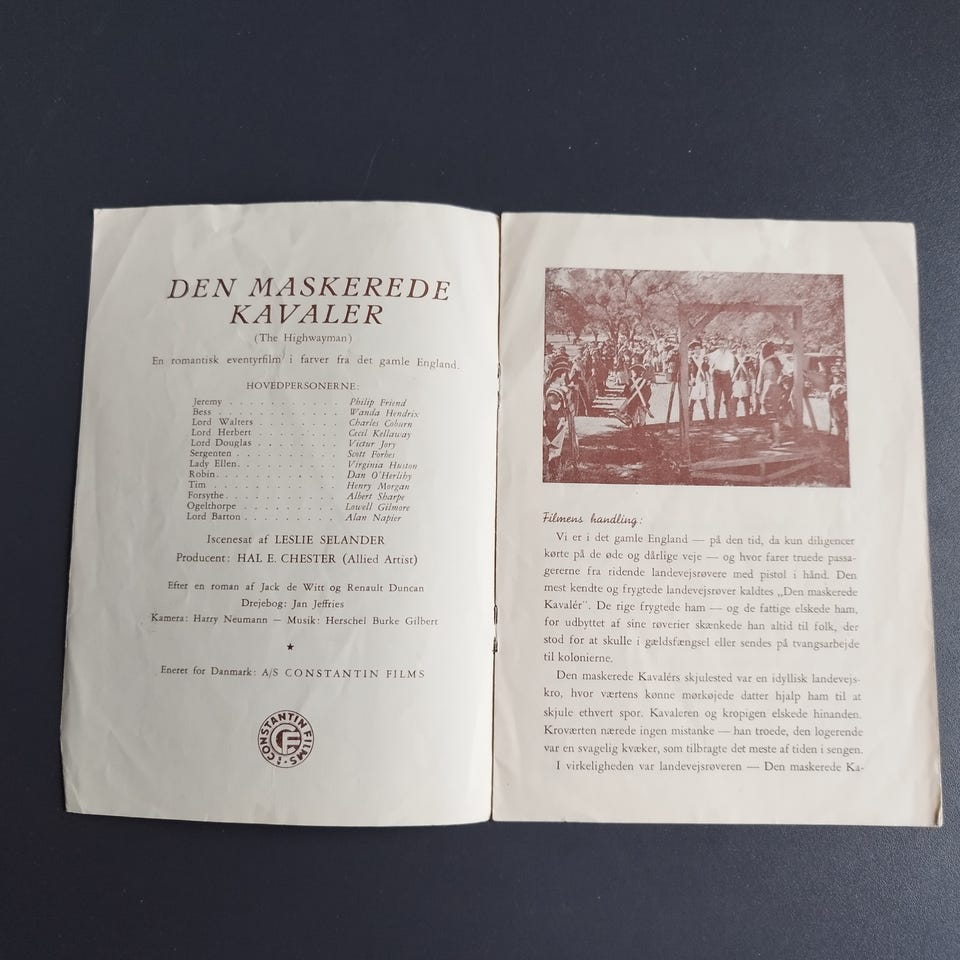 DEN MASKEREDE
KAVALER
(The Highwayman)
En romantisk eventyrfilm i farver fra det gamle England.
HOVEDPERSONERNE:
Jeremy . . . . . . . . . . . . Philip Friend
Bess . . . . . . . . . . . . Wanda Hendrix
Lord Walters . . . . . . . . Charles Coburn
Lord Herbert . . . . . . . . Cecil Kellaway
Lord Douglas . . . . . . . . Victur Jory
Sergenten . . . . . . . . . . Scott Forbes
Lady Ellen. . . . . . . . . . Virginia Huston
Robin. . . . . . . . . . . . Dan O'Herlihy
Tim . . . . . . . . . . . . Henry Morgan
Forsythe. . . . . . . . . . . Albert Sharpe
Ogelthorpe . . . . . . . . . Lowell Gilmore
Lord Barton . . . . . . . . . Alan Napier
Iscenesat af LESLIE SELANDER
Producent: HAL E. CHESTER (Allied Artist)
Efter en roman af Jack de Witt og Renault Duncan
Drejebog: Jan Jeffries
Kamera: Harry Neumann — Musik: Herschel Burke Gilbert
★
Eneret for Danmark: A/S CONSTANTIN FILMS
CONSTANTIN FILMS
CF
Filmens handling:
Vi er i det gamle England — på den tid, da kun diligencer
kørte på de øde og dårlige veje — og hvor farer truede passa-
gererne fra ridende landevejsrøvere med pistol i hånd. Den
mest kendte og frygtede landevejsrøver kaldtes „Den maskerede
Kavalér". De rige frygtede ham — og de fattige elskede ham,
for udbyttet af sine røverier skænkede han altid til folk, der
stod for at skulle i gældsfængsel eller sendes på tvangsarbejde
til kolonierne.
Den maskerede Kavalérs skjulested var en idyllisk landevejs-
kro, hvor værtens kønne mørkøjede datter hjalp ham til at
skjule ethvert spor. Kavaleren og kropigen elskede hinanden.
Kroværten nærede ingen mistanke — han troede, den logerende
var en svagelig kvæker, som tilbragte det meste af tiden i sengen.
I virkeligheden var landevejsrøveren — Den maskerede Ka-